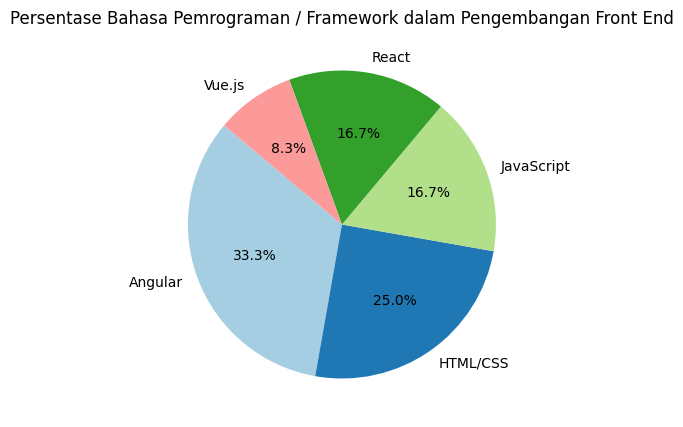 Persentase Bahasa Pemrograman / Framework dalam Pengembangan Front End
React
Vue.js
16.7%
8.3%
JavaScript
16.7%
33.3%
Angular
25.0%
HTML/CSS